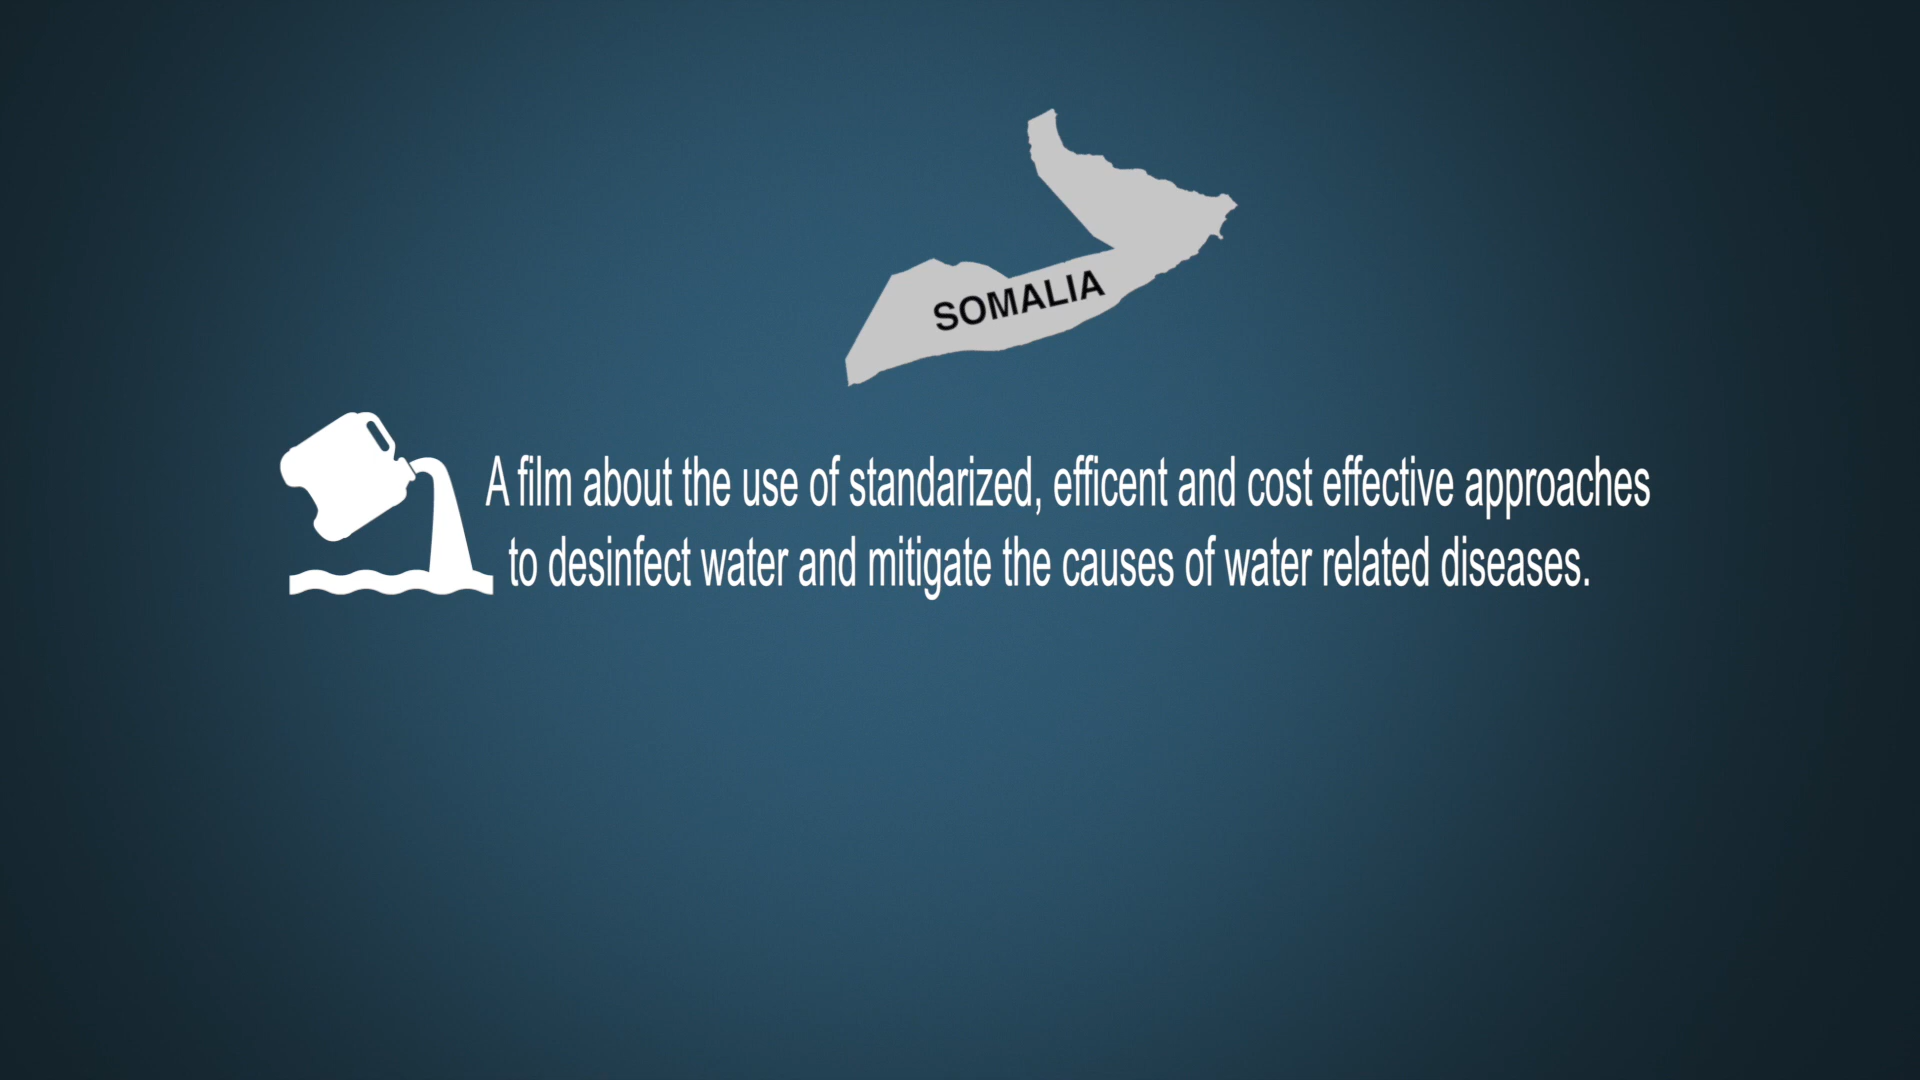 SOMALIA
A film about the use of standarized, efficent and cost effective approaches
to desinfect water and mitigate the causes of water related diseases.